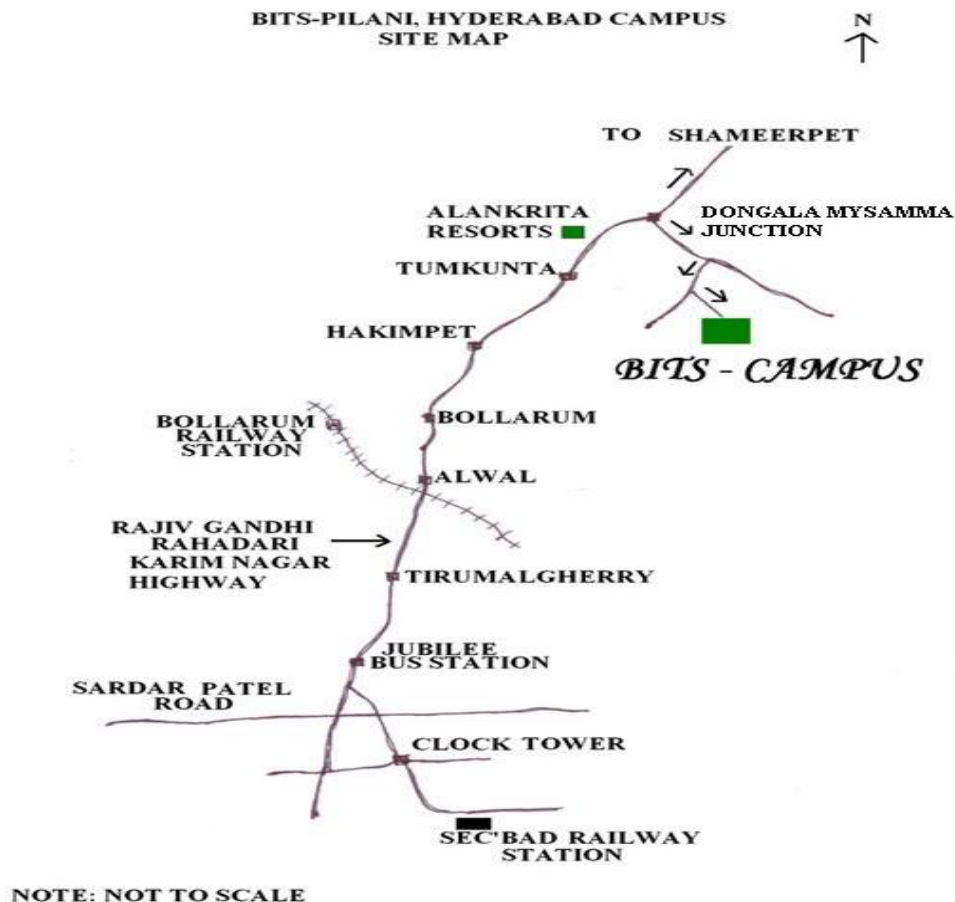 BITS-PILANI, HYDERABAD CAMPUS
SITE MAP
N
TO SHAMEERPET
ALANKRITA
RESORTS
DONGALA MYSAMMA
JUNCTION
TUMKUNTA
HAKIMPET
BITS - CAMPUS
BOLLARUM
RAILWAY
STATION
BOLLARUM
ALWAL
RAJIV GANDHI
RAHADARI
KARIM NAGAR
HIGHWAY
TIRUMALGHERRY
JUBILEE
BUS STATION
SARDAR PATEL
ROAD
CLOCK TOWER
SEC'BAD RAILWAY
STATION
NOTE: NOT TO SCALE